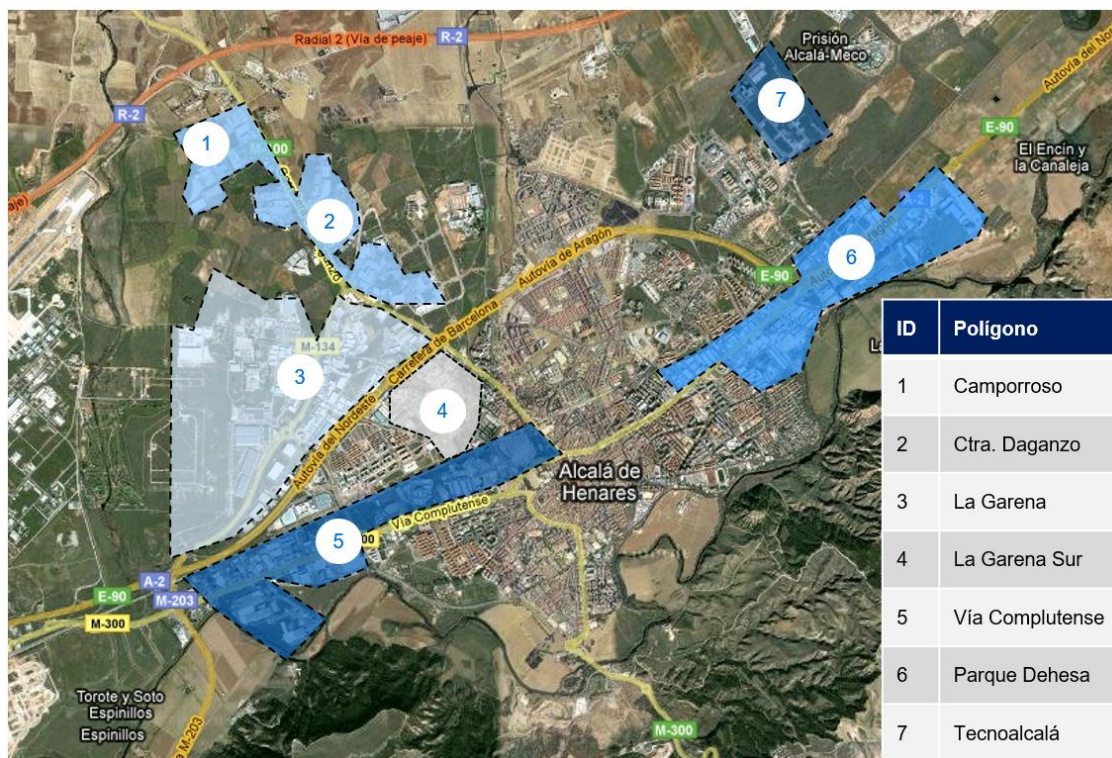 Radial 2 (Vía de peaje)
R-2
Prisión
Alcalá-Meco
Autovía del Nor
R-2
7
1
E-90
El Encín y
la Canaleja
2
Autovía de Aragón
E-90
6
M-134
Carretera de Barcelona
3
4
Autovía del Nordeste
Alcalá de
Henares
Vía Complutense
5
A-2
E-90
M-203
M-300
Torote y Soto
Espinillos
Espinillos
M-203
M-300
ID Polígono
1 Camporroso
2 Ctra. Daganzo
3 La Garena
4 La Garena Sur
5 Vía Complutense
6 Parque Dehesa
7 Tecnoalcalá